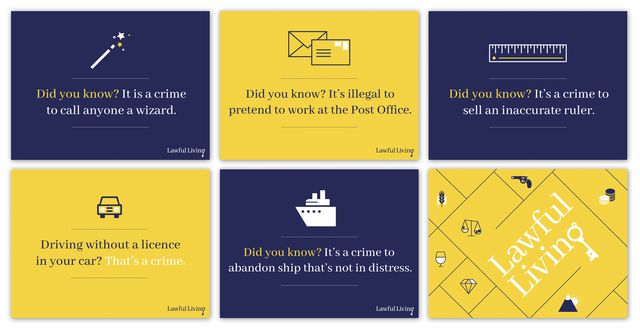 Did you know? It is a crime
to call anyone a wizard.
Lawful Living
Did you know? It's illegal to
pretend to work at the Post Office.
Lawful Living
Did you know? It's a crime to
sell an inaccurate ruler.
Driving without a licence
in your car? That's a crime.
Lawful Living
Did you know? It's a crime to
abandon ship that's not in distress.
Lawful Living
Lawful
Living